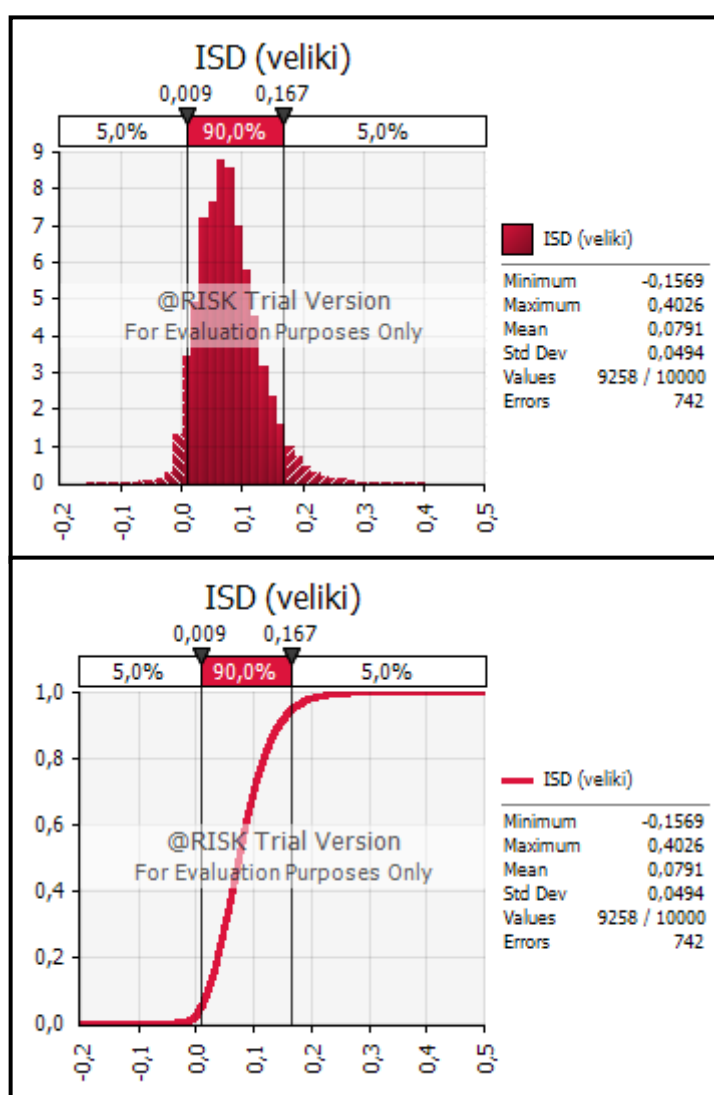 ISD (veliki)
0,009 0,167
5,0% 90,0% 5,0%
9
8
7
6
5
4
3
2
1
0
-0,2 -0,1 0,0 0,1 0,2 0,3 0,4 0,5
@RISK Trial Version
For Evaluation Purposes Only
ISD (veliki)
Minimum -0,1569
Maximum 0,4026
Mean 0,0791
Std Dev 0,0494
Values 9258 / 10000
Errors 742
ISD (veliki)
0,009 0,167
5,0% 90,0% 5,0%
1,0
0,8
0,6
0,4
0,2
0,0
-0,2 -0,1 0,0 0,1 0,2 0,3 0,4 0,5
@RISK Trial Version
For Evaluation Purposes Only
ISD (veliki)
Minimum -0,1569
Maximum 0,4026
Mean 0,0791
Std Dev 0,0494
Values 9258 / 10000
Errors 742